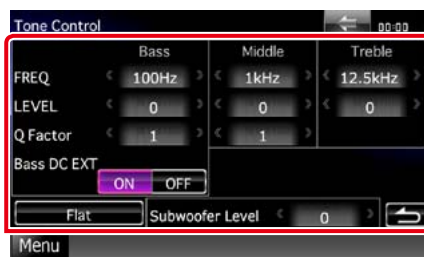 Tone Control 00:00
Bass Middle Treble
FREQ 100Hz 1kHz 12.5kHz
LEVEL 0 0 0
Q Factor 1 1
Bass DC EXT
ON OFF
Flat Subwoofer Level 0
Menu